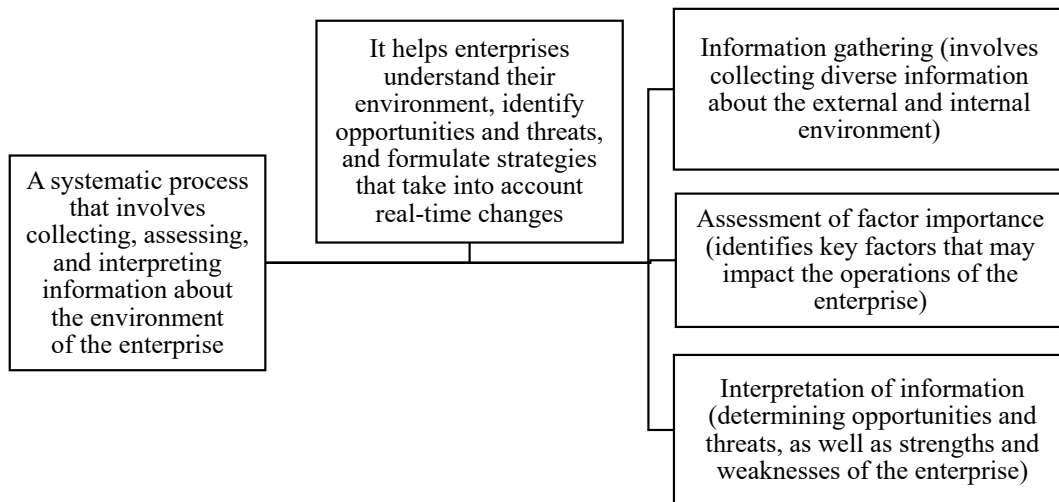 A systematic process
that involves
collecting, assessing,
and interpreting
information about
the environment
of the enterprise
It helps enterprises
understand their
environment, identify
opportunities and threats,
and formulate strategies
that take into account
real-time changes
Information gathering (involves
collecting diverse information
about the external and internal
environment)
Assessment of factor importance
(identifies key factors that may
impact the operations of the
enterprise)
Interpretation of information
(determining opportunities and
threats, as well as strengths and
weaknesses of the enterprise)